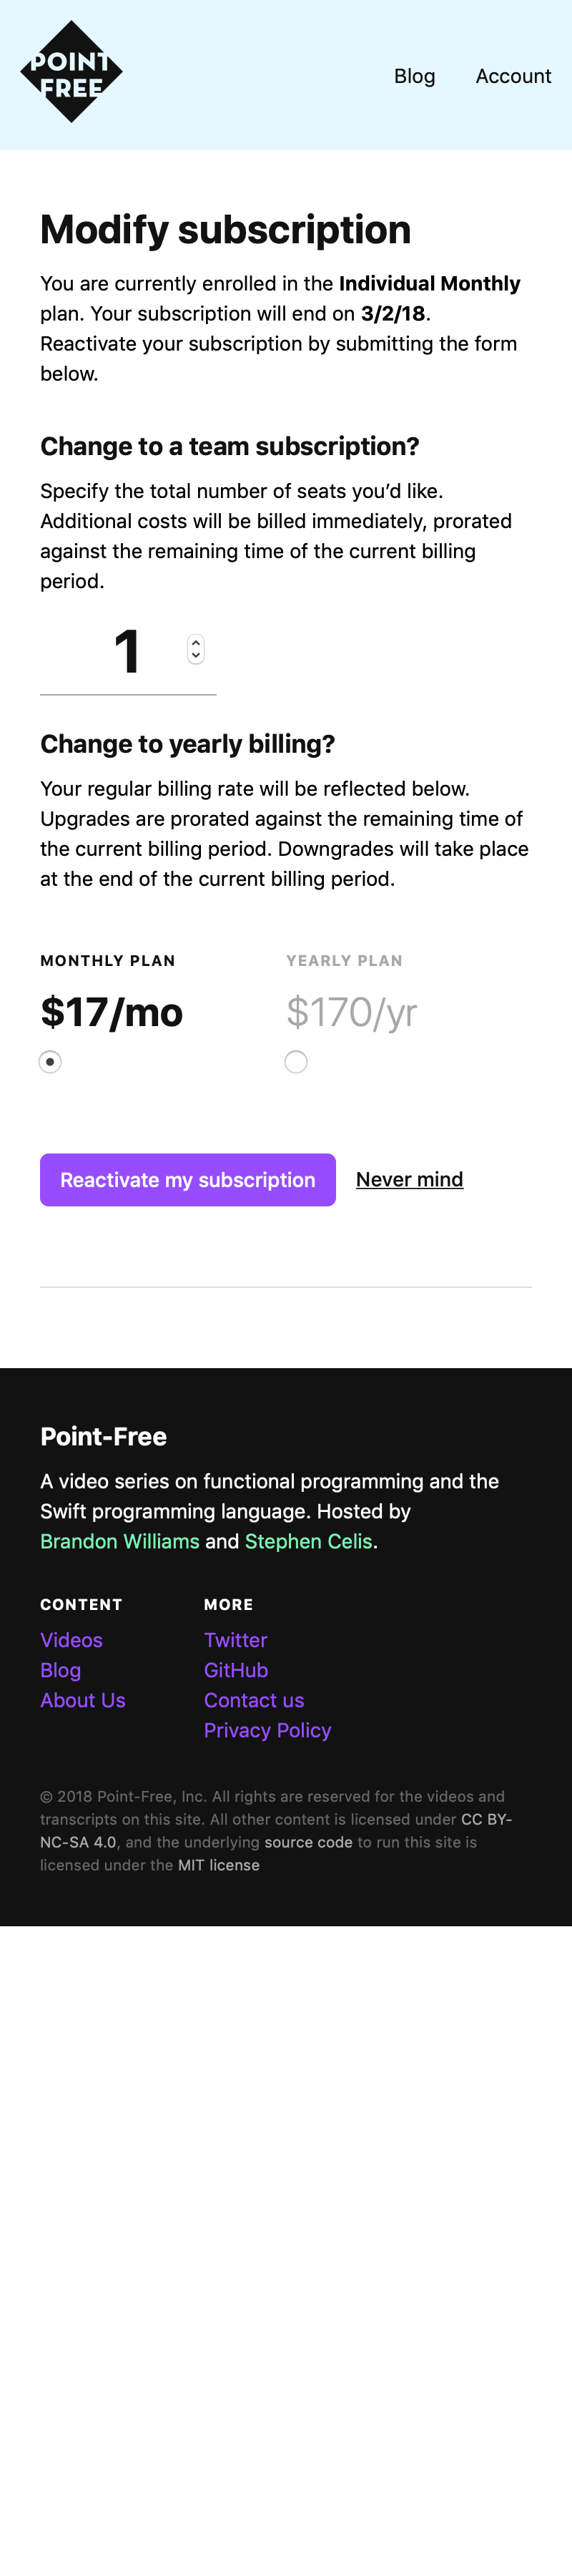 POINT
FREE
Blog
Account
Modify subscription
You are currently enrolled in the Individual Monthly
plan. Your subscription will end on 3/2/18.
Reactivate your subscription by submitting the form
below.
Change to a team subscription?
Specify the total number of seats you’d like.
Additional costs will be billed immediately, prorated
against the remaining time of the current billing
period.
1
Change to yearly billing?
Your regular billing rate will be reflected below.
Upgrades are prorated against the remaining time of
the current billing period. Downgrades will take place
at the end of the current billing period.
MONTHLY PLAN
$17/mo
YEARLY PLAN
$170/yr
Reactivate my subscription
Never mind
Point-Free
A video series on functional programming and the
Swift programming language. Hosted by
Brandon Williams and Stephen Celis.
CONTENT
Videos
Blog
About Us
MORE
Twitter
GitHub
Contact us
Privacy Policy
© 2018 Point-Free, Inc. All rights are reserved for the videos and
transcripts on this site. All other content is licensed under CC BY-
NC-SA 4.0, and the underlying source code to run this site is
licensed under the MIT license